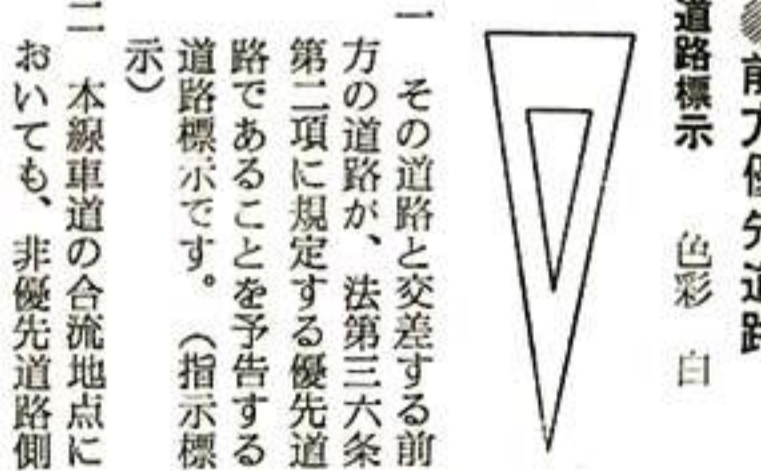 前方優先道路
道路標示　色彩　白
一　その道路と交差する前
方の道路が、法第三六条
第二項に規定する優先道
路であることを予告する
道路標示です。（指示標
示）
二　本線車道の合流地点に
おいても、非優先道路側